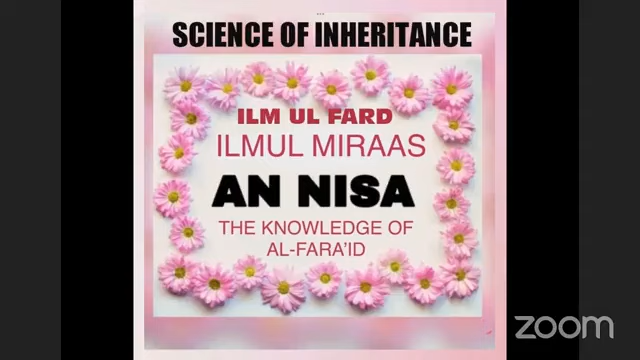 SCIENCE OF INHERITANCE
ILM UL FARD
ILMUL MIRAAS
AN NISA
THE KNOWLEDGE OF
AL-FARA'ID
zoom